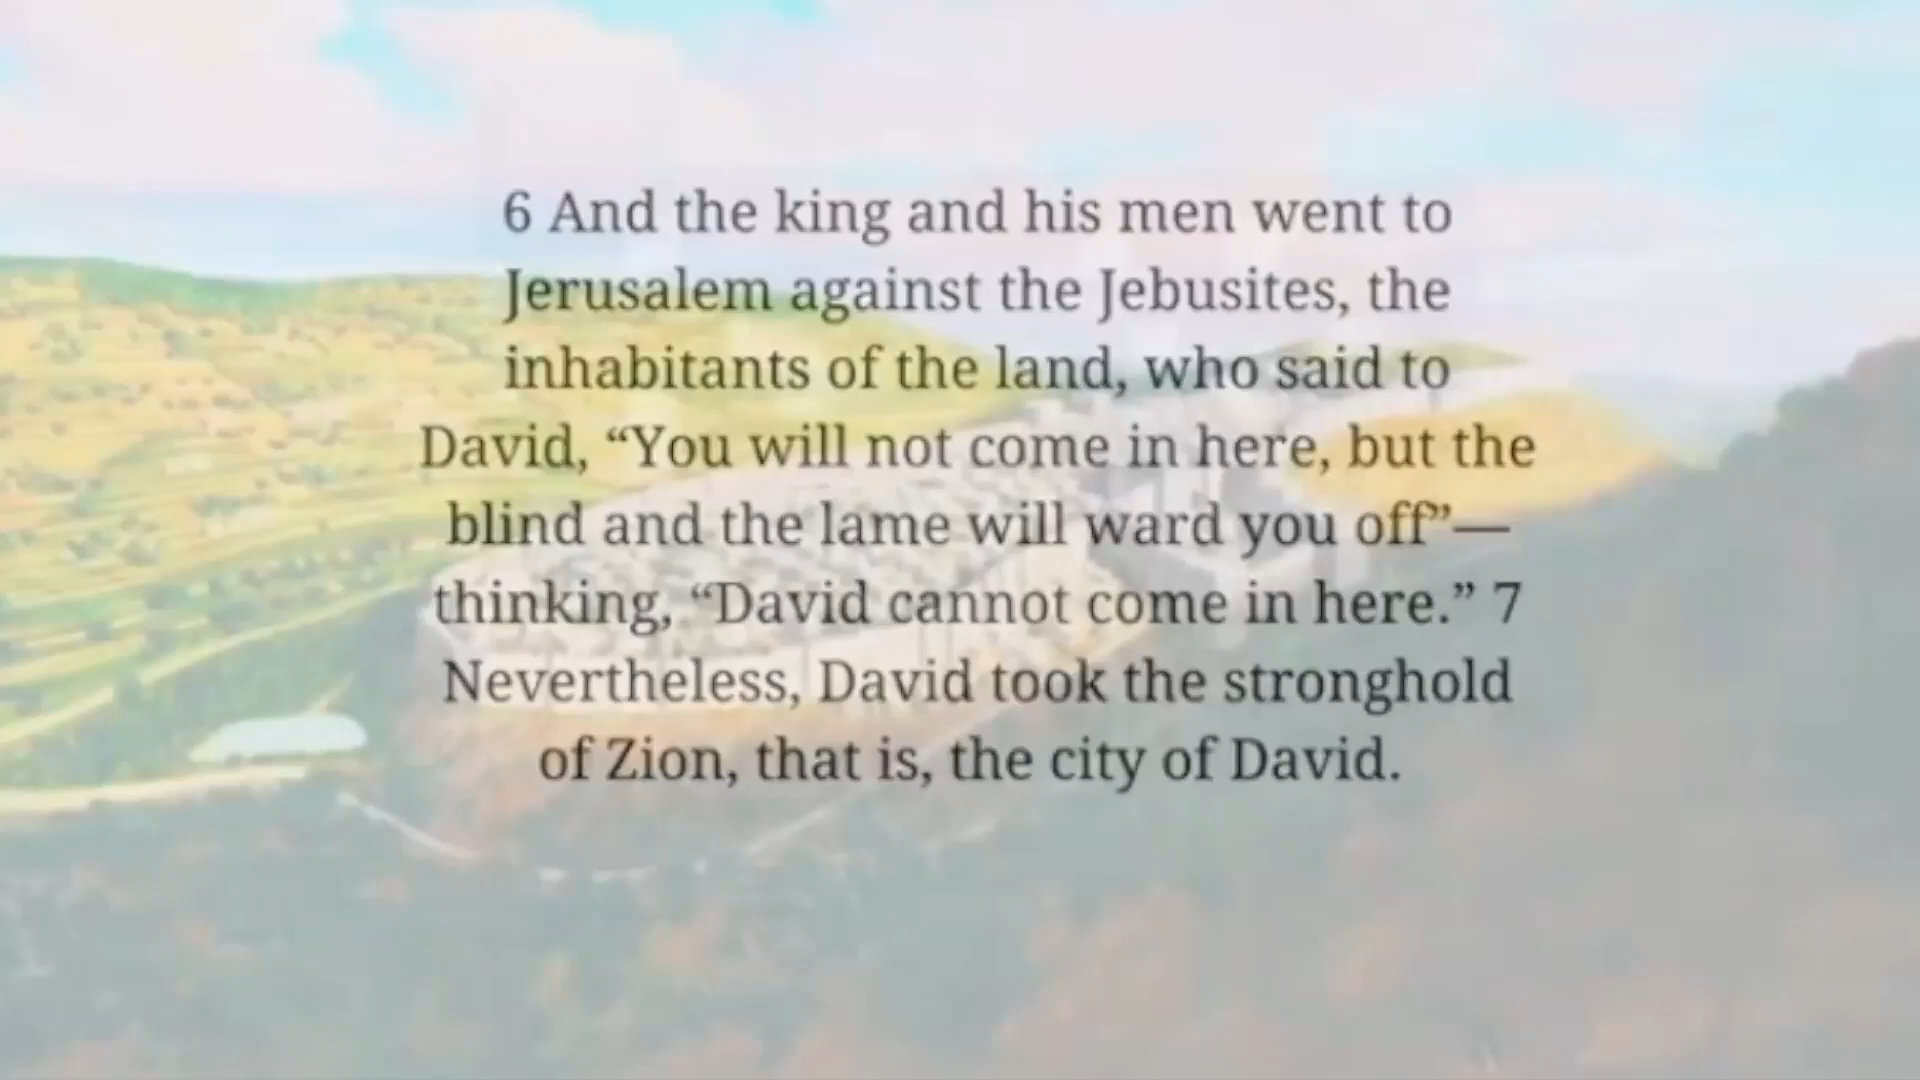 6 And the king and his men went to
Jerusalem against the Jebusites, the
inhabitants of the land, who said to
David, “You will not come in here, but the
blind and the lame will ward you off”—
thinking, “David cannot come in here.” 7
Nevertheless, David took the stronghold
of Zion, that is, the city of David.